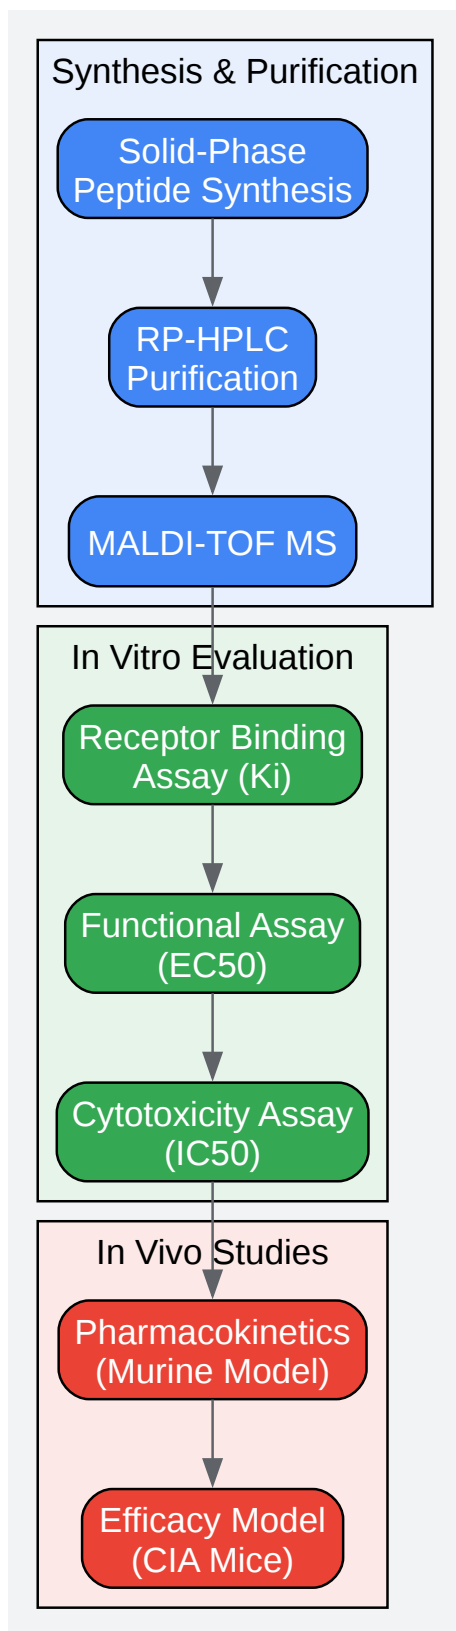 Synthesis & Purification
Solid-Phase
Peptide Synthesis
RP-HPLC
Purification
MALDI-TOF MS
In Vitro Evaluation
Receptor Binding
Assay (Ki)
Functional Assay
(EC50)
Cytotoxicity Assay
(IC50)
In Vivo Studies
Pharmacokinetics
(Murine Model)
Efficacy Model
(CIA Mice)